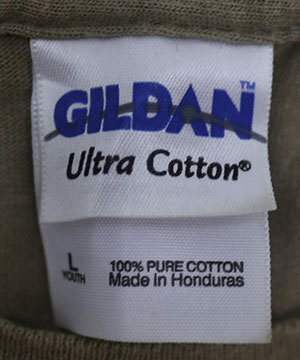 GILDAN™
Ultra Cotton®
L
YOUTH
100% PURE COTTON
Made in Honduras